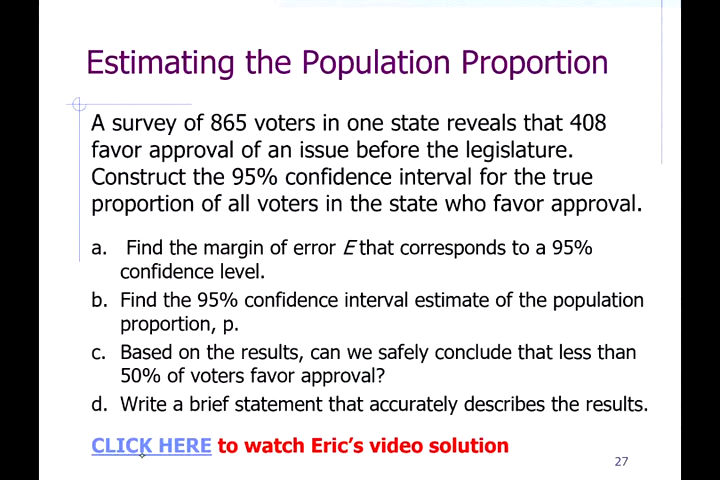 Estimating the Population Proportion
A survey of 865 voters in one state reveals that 408
favor approval of an issue before the legislature.
Construct the 95% confidence interval for the true
proportion of all voters in the state who favor approval.
a. Find the margin of error E that corresponds to a 95%
confidence level.
b. Find the 95% confidence interval estimate of the population
proportion, p.
c. Based on the results, can we safely conclude that less than
50% of voters favor approval?
d. Write a brief statement that accurately describes the results.
CLICK HERE to watch Eric’s video solution
27